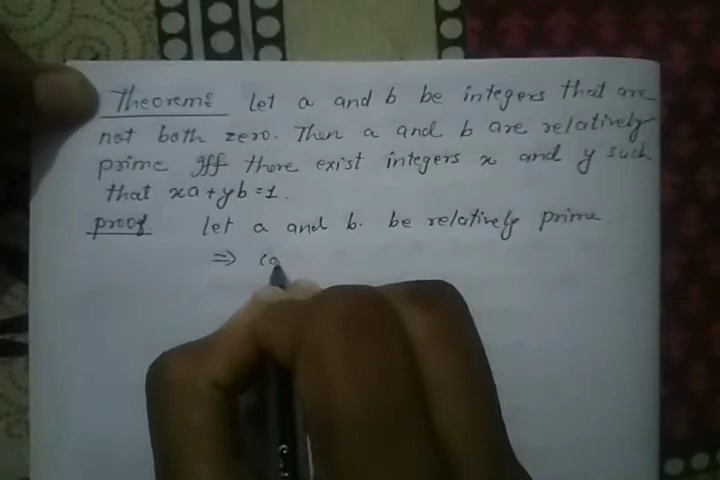 Theorem: Let a and b be integers that are
not both zero. Then a and b are relatively
prime iff there exist integers x and y such
that xa+yb=1.
proof let a and b. be relatively prime
⇒ (a